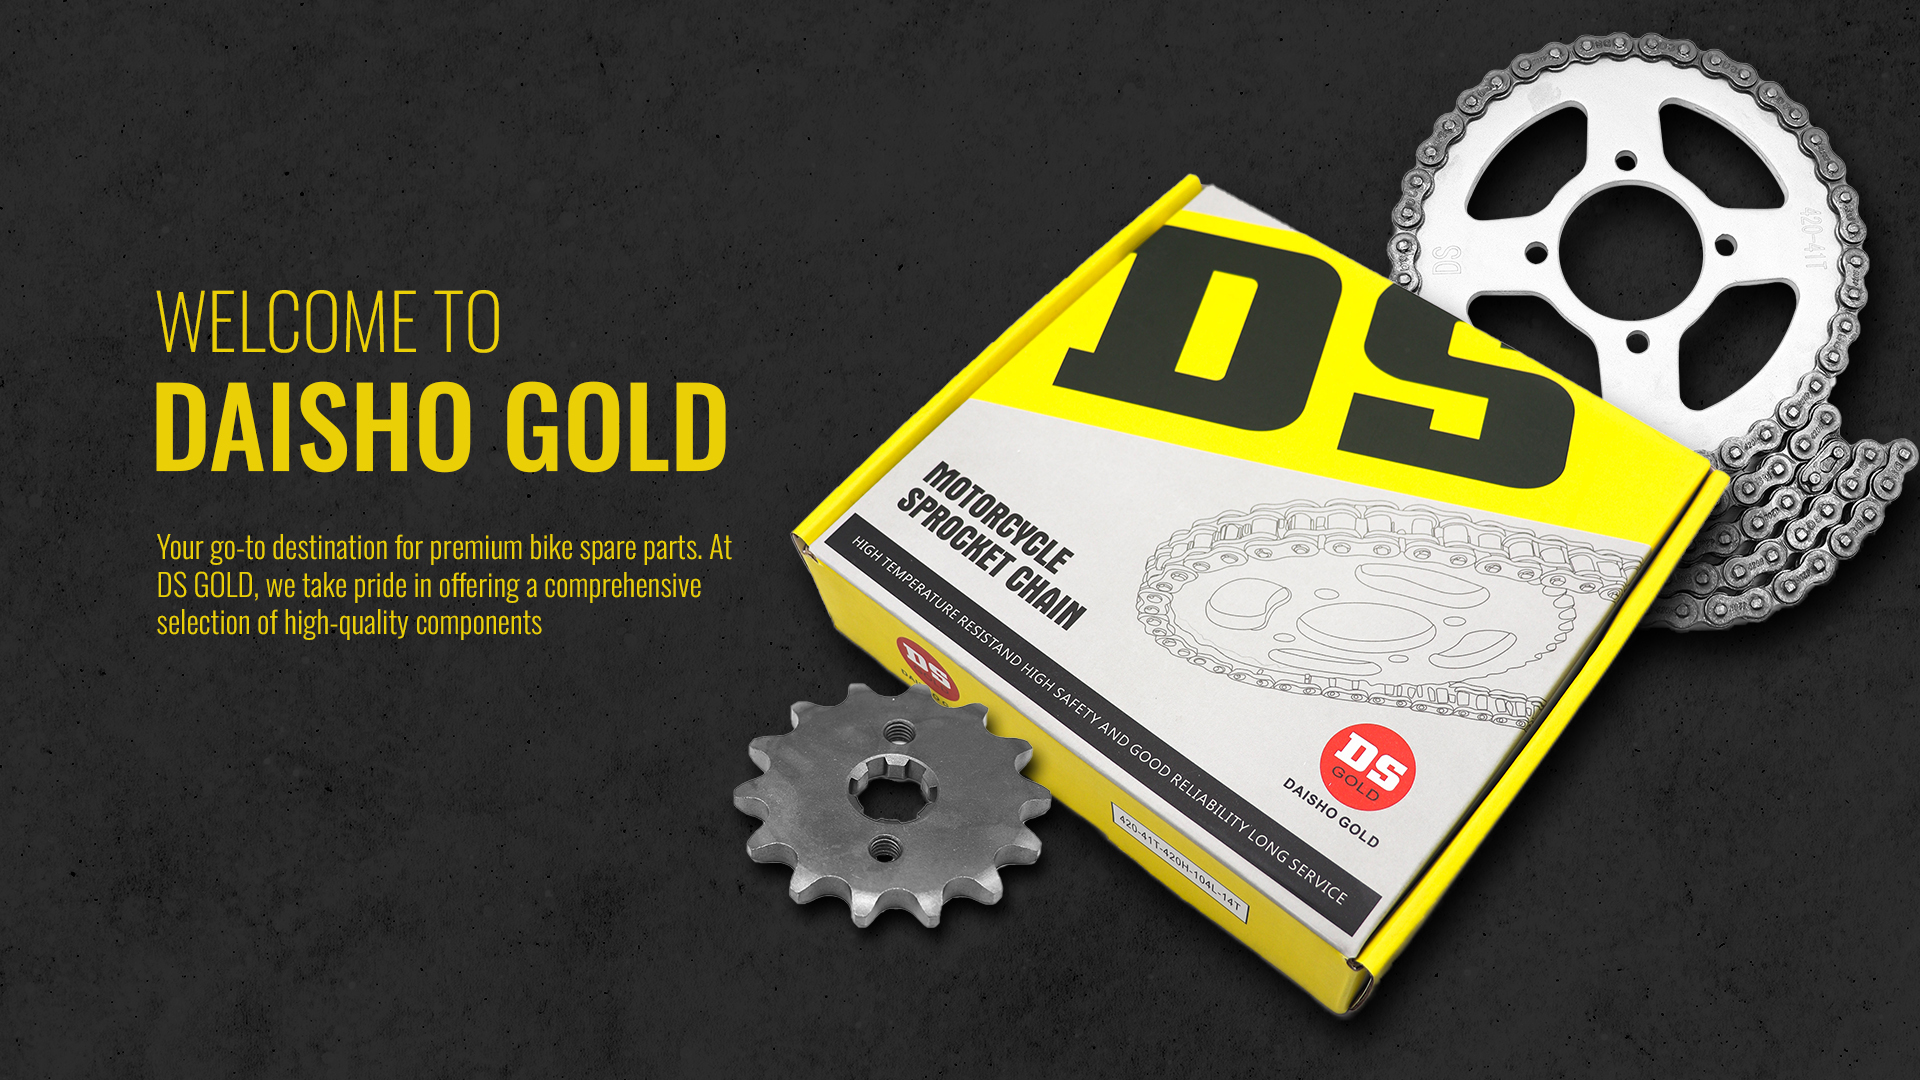 WELCOME TO
DAISHO GOLD
Your go-to destination for premium bike spare parts. At
DS GOLD, we take pride in offering a comprehensive
selection of high-quality components
DS
420-41T
DS
MOTORCYCLE
SPROCKET CHAIN
HIGH TEMPERATURE RESISTAND HIGH SAFETY AND GOOD RELIABILITY LONG SERVICE
DS
DS
GOLD
DAISHO GOLD
420-41T-420H-104L-14T